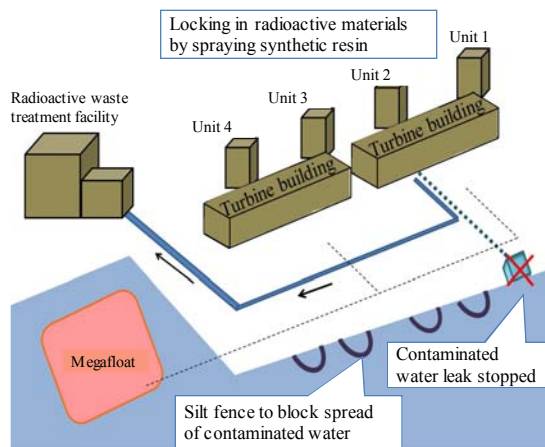 Locking in radioactive materials
by spraying synthetic resin
Unit 1
Unit 2
Unit 3
Unit 4
Radioactive waste
treatment facility
Turbine building
Turbine building
Megafloat
Contaminated
water leak stopped
Silt fence to block spread
of contaminated water